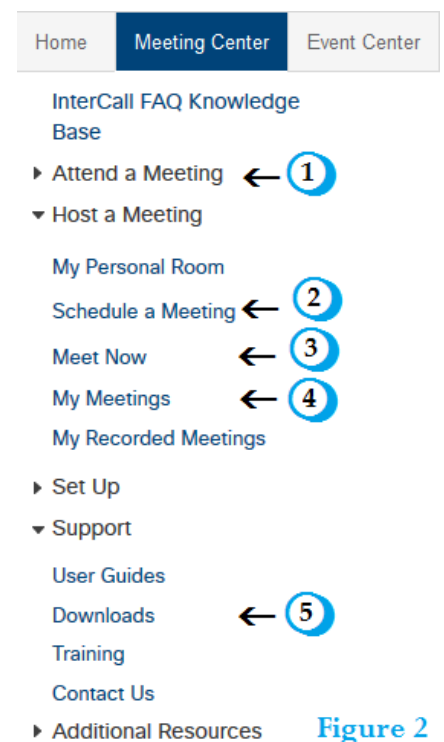 Home Meeting Center Event Center
InterCall FAQ Knowledge
Base
Attend a Meeting 1
Host a Meeting
My Personal Room
Schedule a Meeting 2
Meet Now 3
My Meetings 4
My Recorded Meetings
Set Up
Support
User Guides
Downloads 5
Training
Contact Us
Additional Resources Figure 2